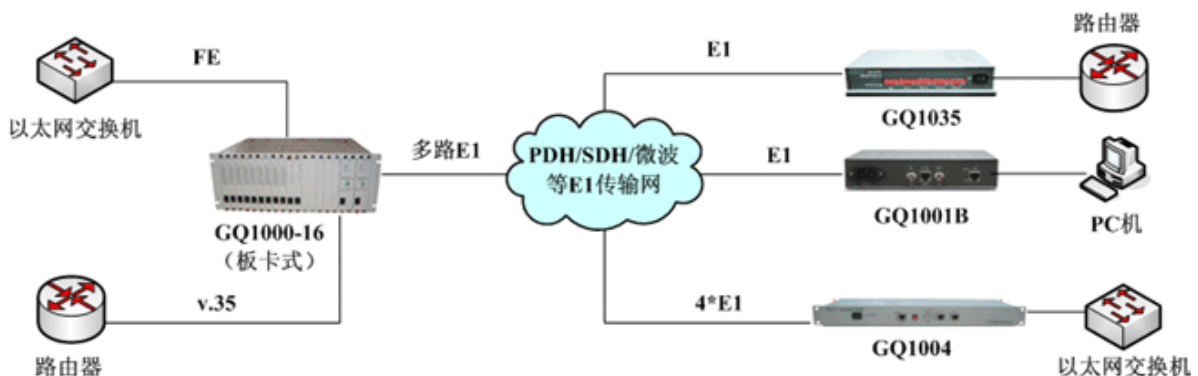 FE
以太网交换机
GQ1000-16
（板卡式）
v.35
路由器
多路E1
PDH/SDH/微波
等E1传输网
E1
GQ1035
路由器
E1
GQ1001B
PC机
4*E1
GQ1004
以太网交换机